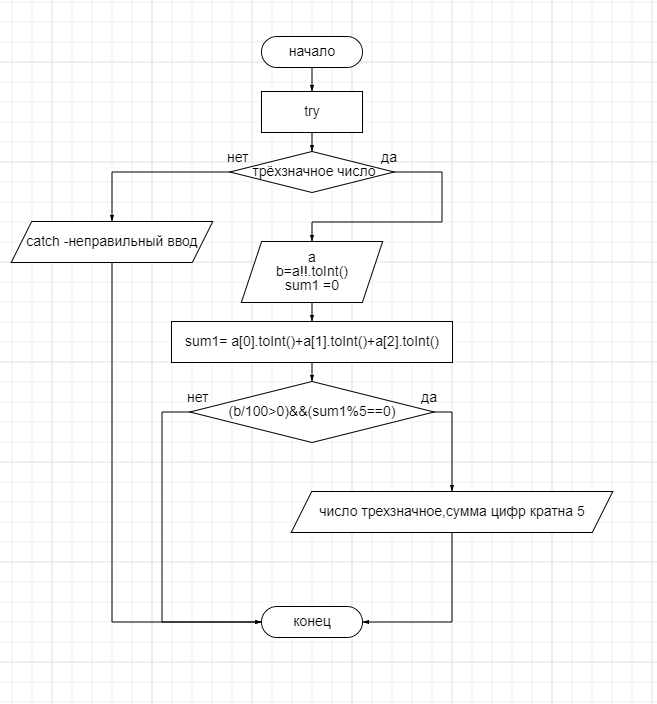 начало
try
нет
да
трёхзначное число
catch -неправильный ввод
a
b=a!!.toInt()
sum1 =0
sum1= a[0].toInt()+a[1].toInt()+a[2].toInt()
нет
да
(b/100>0)&&(sum1%5==0)
число трехзначное,сумма цифр кратна 5
конец